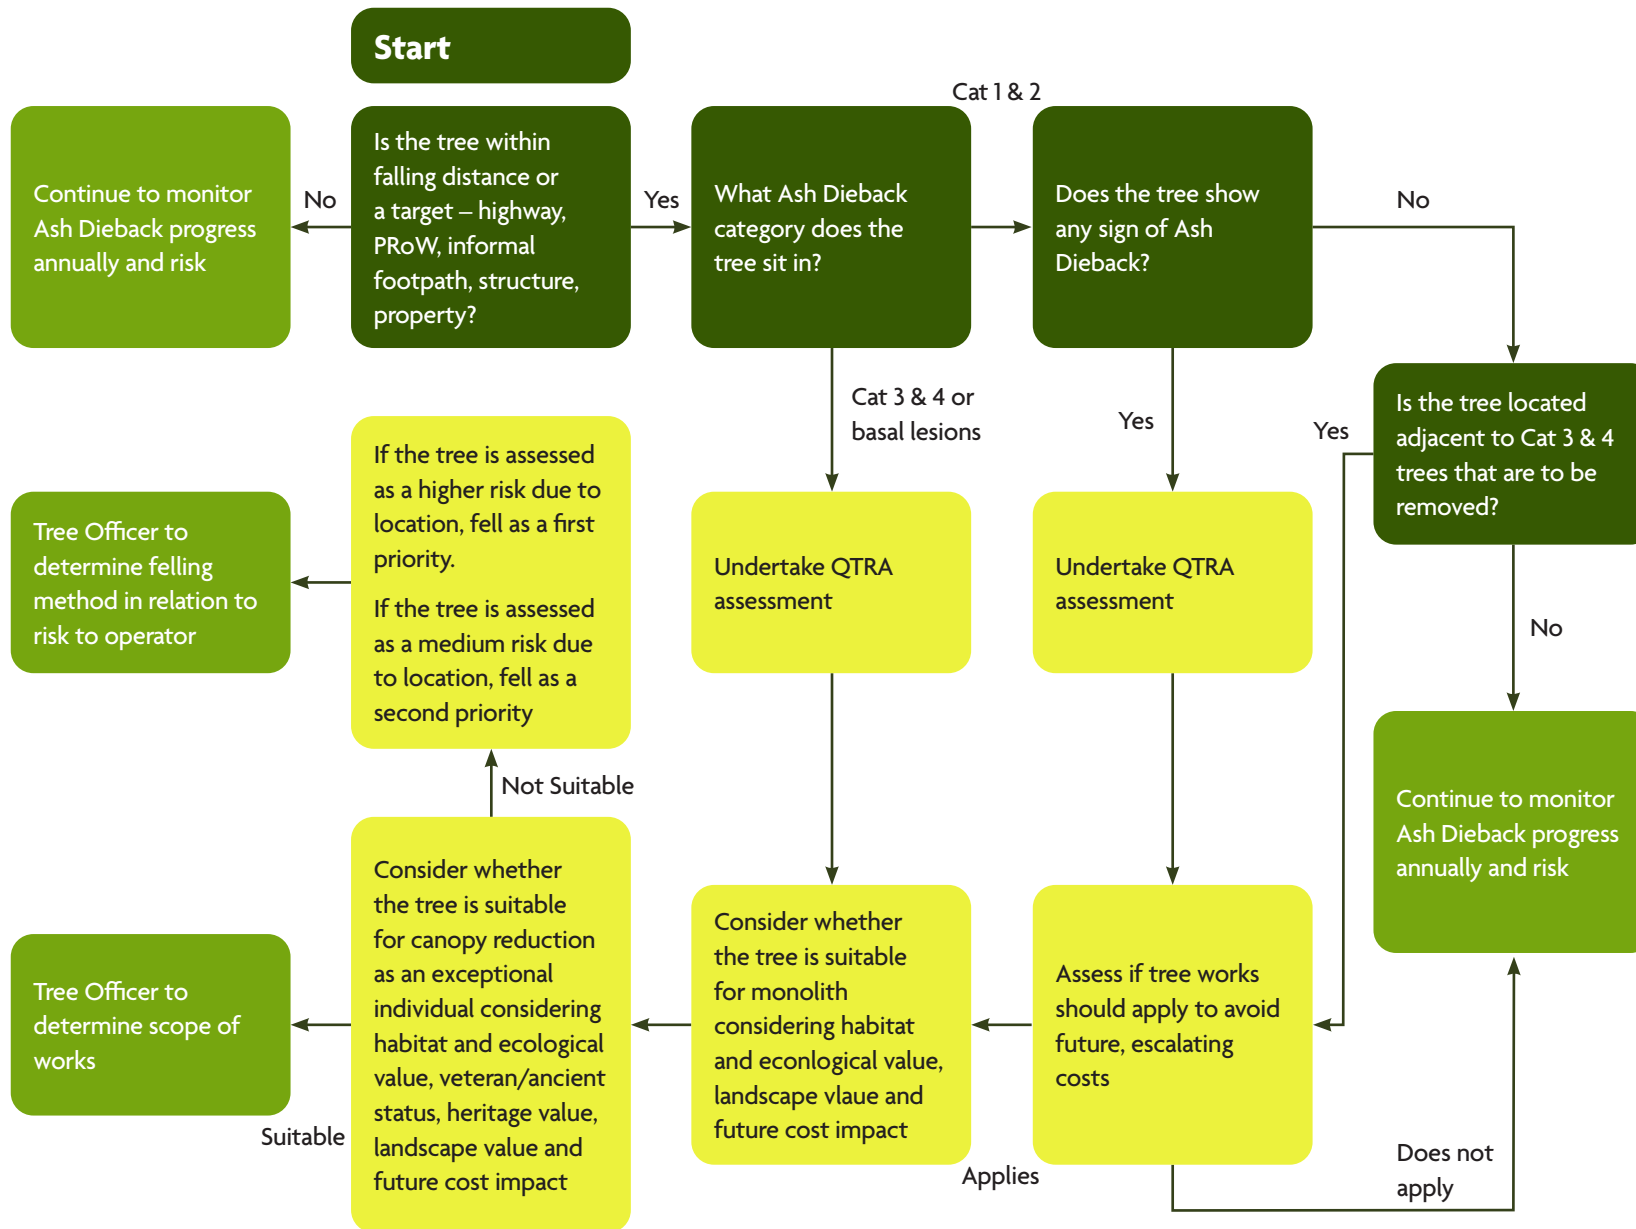 Start
Cat 1 & 2
Continue to monitor
Ash Dieback progress
annually and risk
No
Is the tree within
falling distance or
a target – highway,
PRoW, informal
footpath, structure,
property?
Yes
What Ash Dieback
category does the
tree sit in?
Does the tree show
any sign of Ash
Dieback?
No
Cat 3 & 4 or
basal lesions
Yes
Yes
Is the tree located
adjacent to Cat 3 & 4
trees that are to be
removed?
Tree Officer to
determine felling
method in relation to
risk to operator
If the tree is assessed
as a higher risk due to
location, fell as a first
priority.
If the tree is assessed
as a medium risk due
to location, fell as a
second priority
Undertake QTRA
assessment
Undertake QTRA
assessment
No
Not Suitable
Continue to monitor
Ash Dieback progress
annually and risk
Tree Officer to
determine scope of
works
Suitable
Consider whether
the tree is suitable
for canopy reduction
as an exceptional
individual considering
habitat and ecological
value, veteran/ancient
status, heritage value,
landscape value and
future cost impact
Consider whether
the tree is suitable
for monolith
considering habitat
and econlogical value,
landscape vlaue and
future cost impact
Applies
Assess if tree works
should apply to avoid
future, escalating
costs
Does not
apply